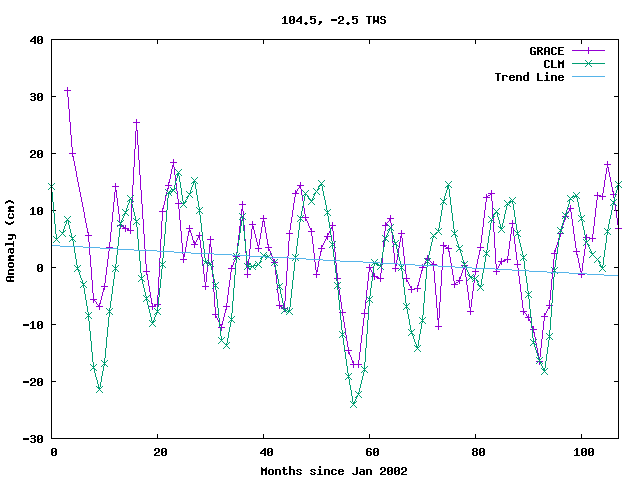 104.5, -2.5 TWS
GRACE
CLM
Trend Line
Anomaly (cm)
40
30
20
10
0
-10
-20
-30
0 20 40 60 80 100
Months since Jan 2002